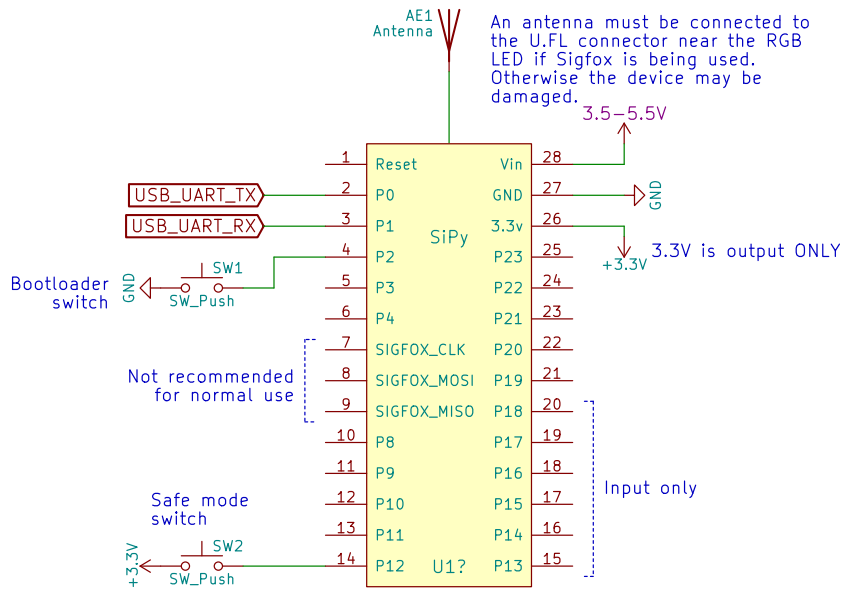 AE1
Antenna
An antenna must be connected to
the U.FL connector near the RGB
LED if Sigfox is being used.
Otherwise the device may be
damaged.
3.5-5.5V
1 Reset Vin 28
USB_UART_TX 2 P0 GND 27 GND
USB_UART_RX 3 P1 3.3v 26
SiPy
+3.3V
3.3V is output ONLY
4 P2 P23 25
Bootloader
switch
GND
SW1
SW_Push
5 P3 P22 24
6 P4 P21 23
7 SIGFOX_CLK P20 22
8 SIGFOX_MOSI P19 21
9 SIGFOX_MISO P18 20
Not recommended
for normal use
10 P8 P17 19
11 P9 P16 18
Input only
12 P10 P15 17
13 P11 P14 16
Safe mode
switch
+3.3V
SW2
SW_Push
14 P12 U1? P13 15